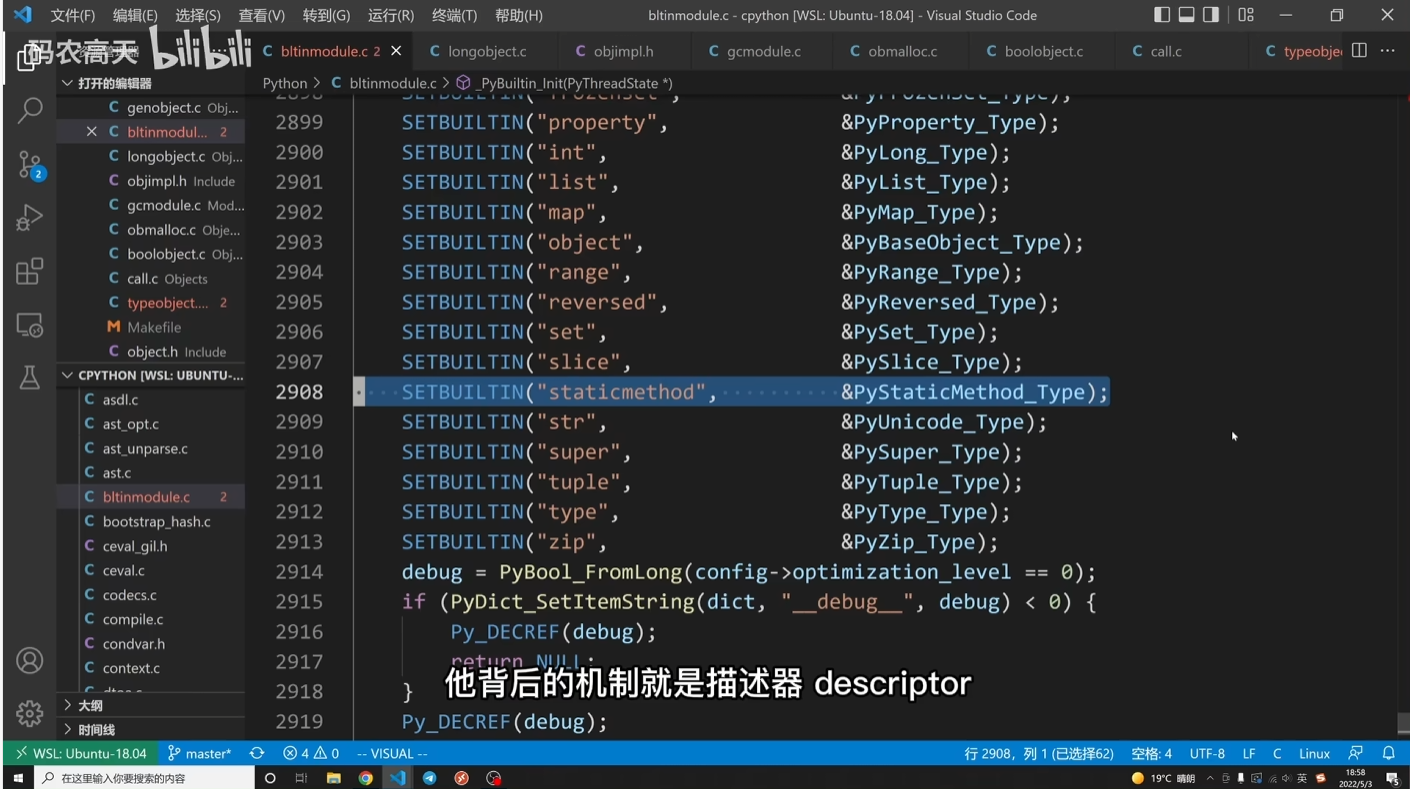 文件(F) 编辑(E) 选择(S) 查看(V) 转到(G) 运行(R) 终端(T) 帮助(H) bltinmodule.c - cpython [WSL: Ubuntu-18.04] - Visual Studio Code
码农高天 bilibili
bltinmodule.c 2 longobject.c objimpl.h gcmodule.c obmalloc.c boolobject.c call.c typeobje
打开的编辑器
Python > bltinmodule.c > _PyBuiltin_Init(PyThreadState *)
genobject.c Obj...
bltinmodul... 2
longobject.c Obj...
objimpl.h Include
gcmodule.c Mod...
obmalloc.c Obje...
boolobject.c Obj...
call.c Objects
typeobject.... 2
Makefile
object.h Include
CPYTHON [WSL: UBUNTU-...
asdl.c
ast_opt.c
ast_unparse.c
ast.c
bltinmodule.c 2
bootstrap_hash.c
ceval_gil.h
ceval.c
codecs.c
compile.c
condvar.h
context.c
大纲
时间线
2
2898 SETBUILTIN("frozenset", &PyFrozenSet_Type);
2899 SETBUILTIN("property", &PyProperty_Type);
2900 SETBUILTIN("int", &PyLong_Type);
2901 SETBUILTIN("list", &PyList_Type);
2902 SETBUILTIN("map", &PyMap_Type);
2903 SETBUILTIN("object", &PyBaseObject_Type);
2904 SETBUILTIN("range", &PyRange_Type);
2905 SETBUILTIN("reversed", &PyReversed_Type);
2906 SETBUILTIN("set", &PySet_Type);
2907 SETBUILTIN("slice", &PySlice_Type);
2908 SETBUILTIN("staticmethod", &PyStaticMethod_Type);
2909 SETBUILTIN("str", &PyUnicode_Type);
2910 SETBUILTIN("super", &PySuper_Type);
2911 SETBUILTIN("tuple", &PyTuple_Type);
2912 SETBUILTIN("type", &PyType_Type);
2913 SETBUILTIN("zip", &PyZip_Type);
2914 debug = PyBool_FromLong(config->optimization_level == 0);
2915 if (PyDict_SetItemString(dict, "__debug__", debug) < 0) {
2916 Py_DECREF(debug);
2917 return NULL;
2918 }
2919 Py_DECREF(debug);
他背后的机制就是描述器 descriptor
WSL: Ubuntu-18.04 master* 4 0 -- VISUAL -- 行 2908，列 1 (已选择62) 空格: 4 UTF-8 LF C Linux
在这里输入你要搜索的内容 19°C 晴朗 英 18:58
2022/5/3
5